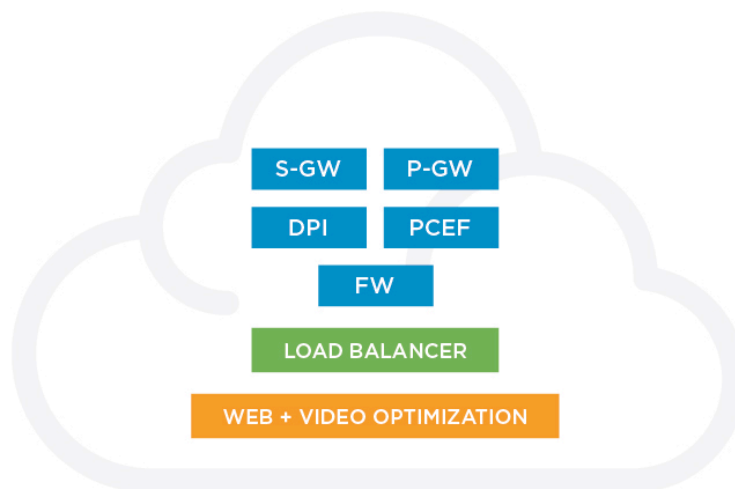 S-GW P-GW
DPI PCEF
FW
LOAD BALANCER
WEB + VIDEO OPTIMIZATION